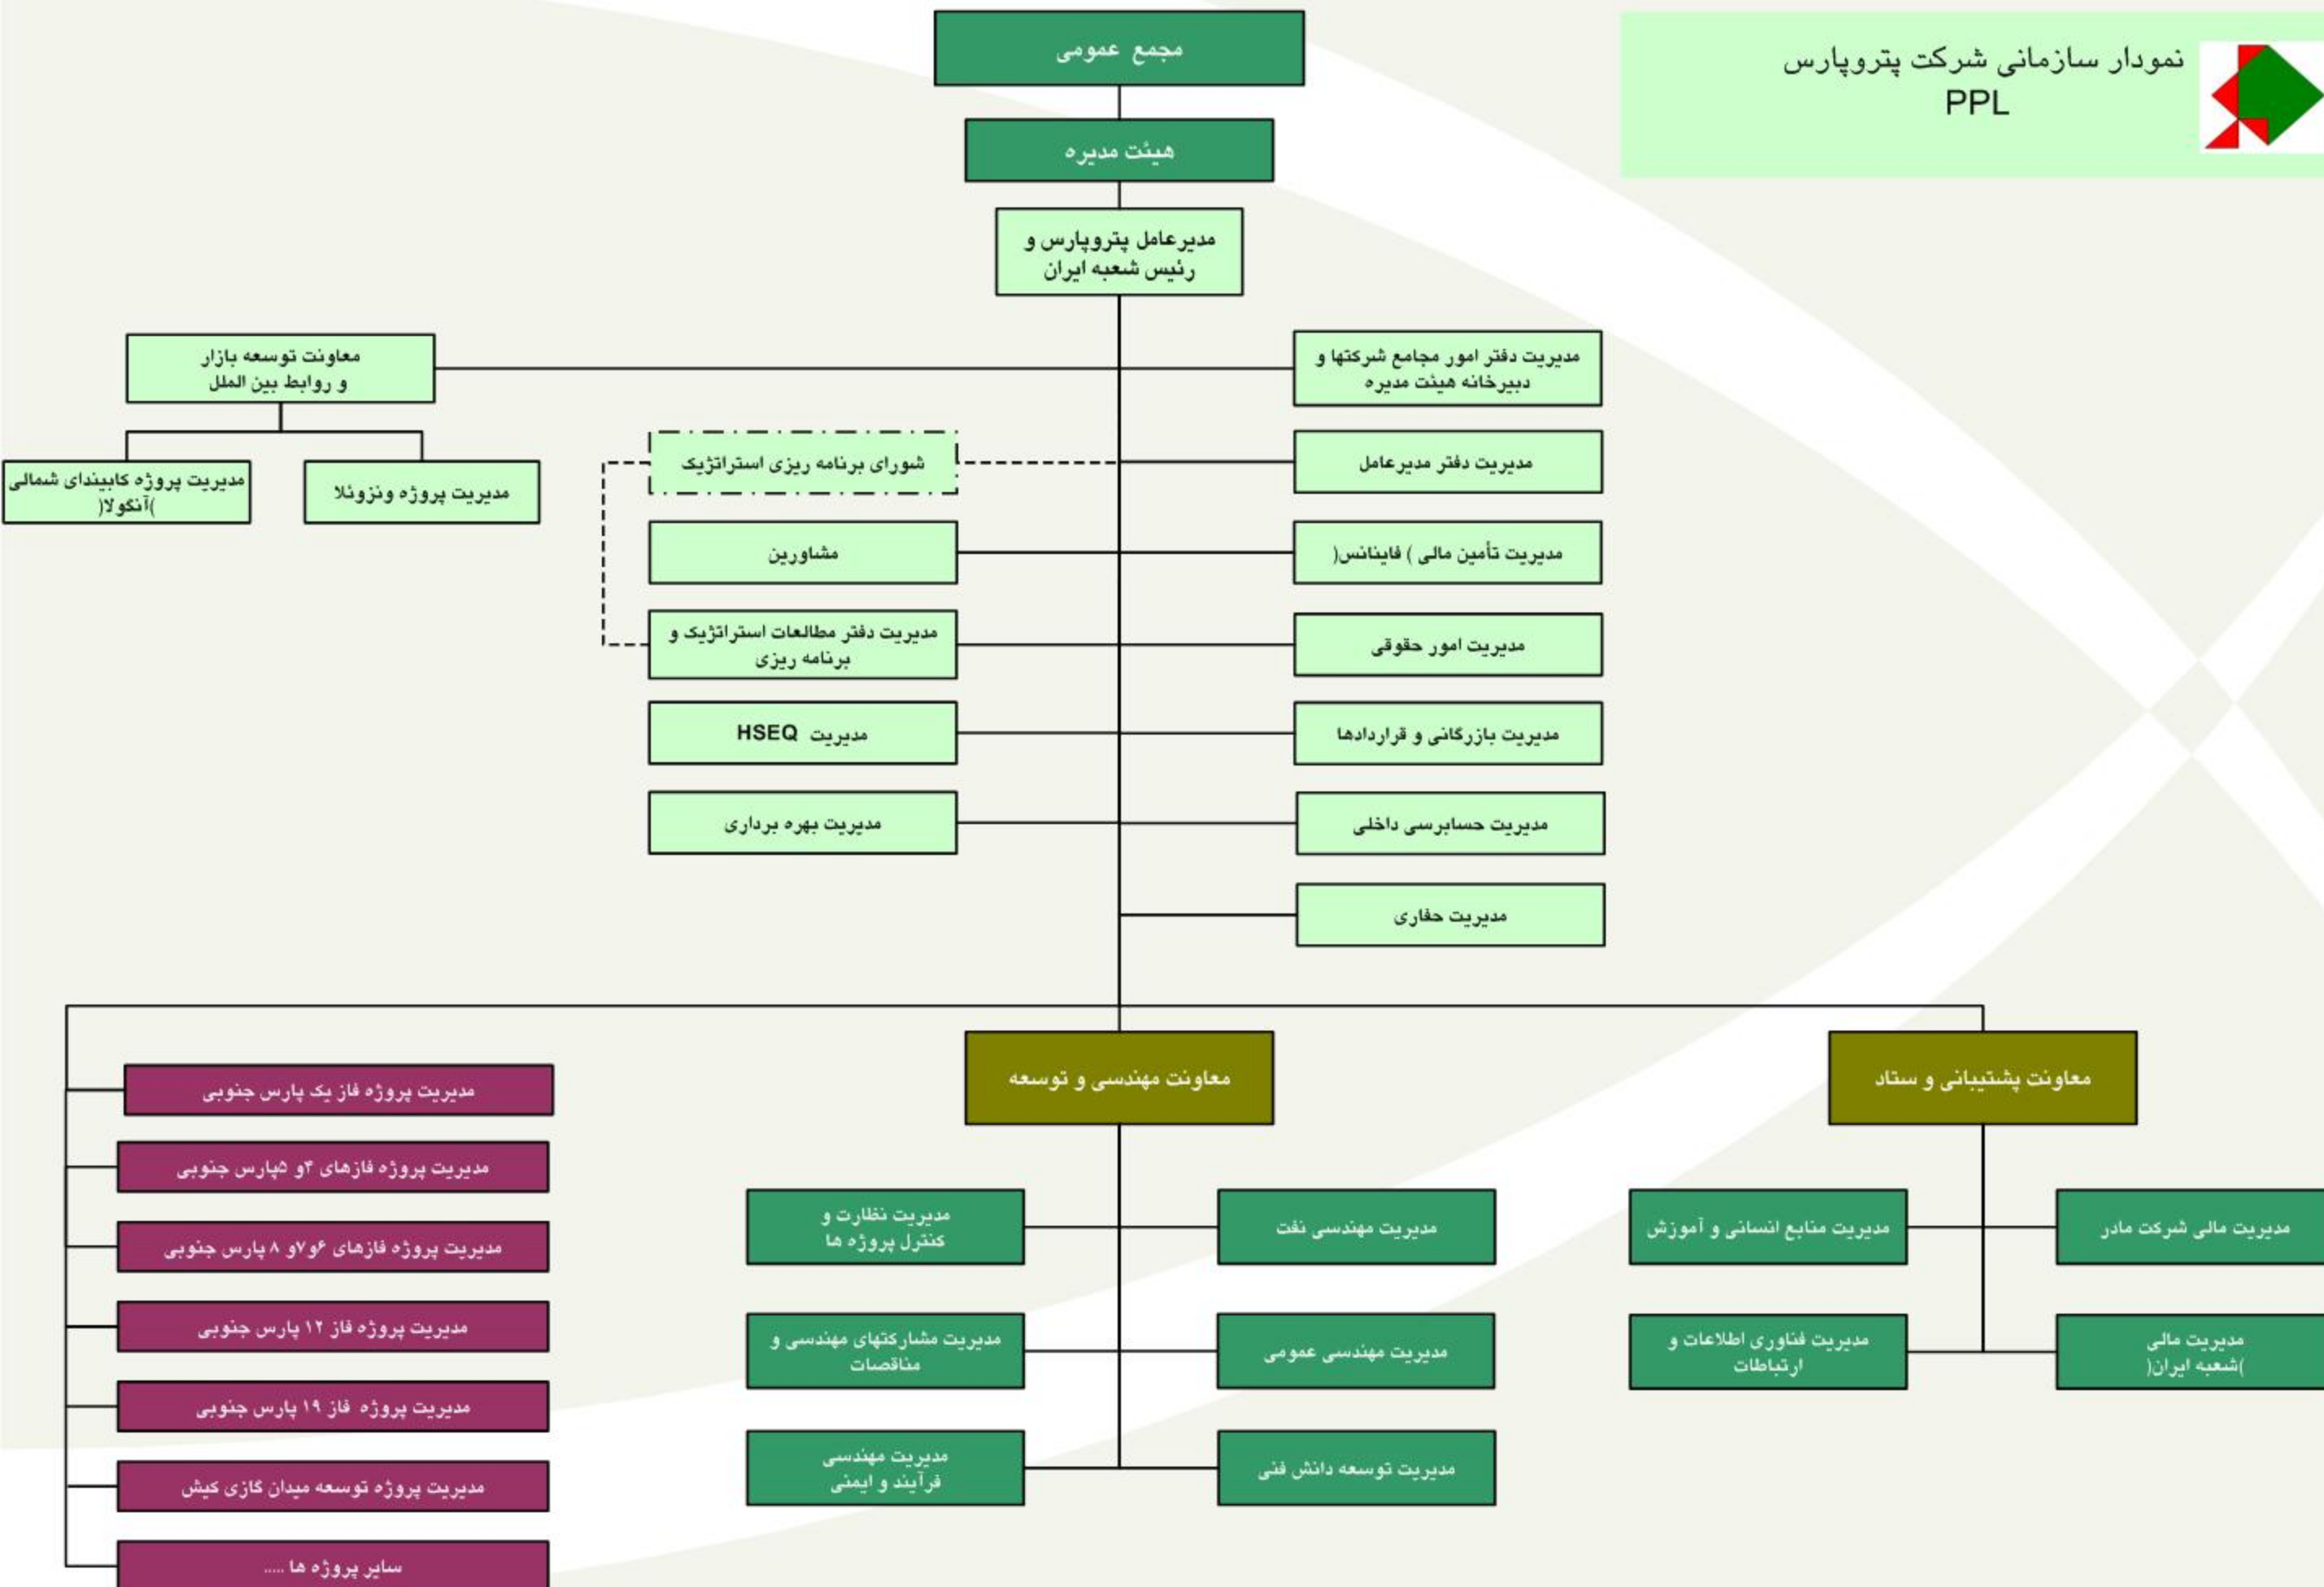 نمودار سازمانی شرکت پتروپارس
PPL
مجمع عمومی
هیئت مدیره
مدیرعامل پتروپارس و
رئیس شعبه ایران
مدیریت دفتر امور مجامع شرکتها و
دبیرخانه هیئت مدیره
معاونت توسعه بازار
و روابط بین الملل
مدیریت پروژه ونزوئلا
مدیریت پروژه کابیندای شمالی
)آنگولا(
مدیریت دفتر مدیرعامل
شورای برنامه ریزی استراتژیک
مدیریت تأمین مالی ) فاینانس(
مشاورین
مدیریت امور حقوقی
مدیریت دفتر مطالعات استراتژیک و
برنامه ریزی
مدیریت بازرگانی و قراردادها
مدیریت HSEQ
مدیریت حسابرسی داخلی
مدیریت بهره برداری
مدیریت حفاری
معاونت پشتیبانی و ستاد
مدیریت مالی شرکت مادر
مدیریت منابع انسانی و آموزش
مدیریت مالی
)شعبه ایران(
مدیریت فناوری اطلاعات و
ارتباطات
معاونت مهندسی و توسعه
مدیریت مهندسی نفت
مدیریت نظارت و
کنترل پروژه ها
مدیریت مهندسی عمومی
مدیریت مشارکتهای مهندسی و
مناقصات
مدیریت توسعه دانش فنی
مدیریت مهندسی
فرآیند و ایمنی
مدیریت پروژه فاز یک پارس جنوبی
مدیریت پروژه فازهای ۴و ۵پارس جنوبی
مدیریت پروژه فازهای ۶و۷و ۸ پارس جنوبی
مدیریت پروژه فاز ۱۲ پارس جنوبی
مدیریت پروژه فاز ۱۹ پارس جنوبی
مدیریت پروژه توسعه میدان گازی کیش
سایر پروژه ها .....